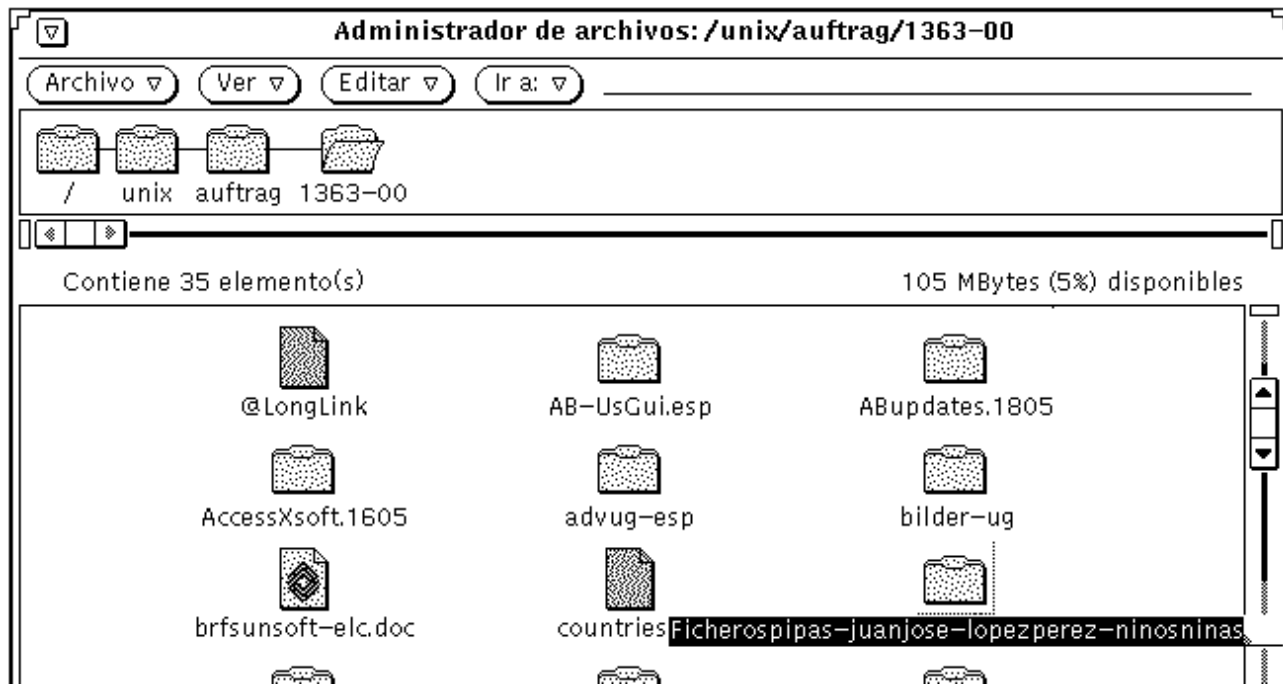 Administrador de archivos: /unix/auftrag/1363-00
Archivo Ver Editar Ir a:
/ unix auftrag 1363-00
Contiene 35 elemento(s) 105 MBytes (5%) disponibles
@LongLink AB-UsGui.esp ABupdates.1805
AccessXsoft.1605 advug-esp bilder-ug
brfsunsoft-elc.doc countries Ficherospipas-juanjose-lopezperez-ninosninas